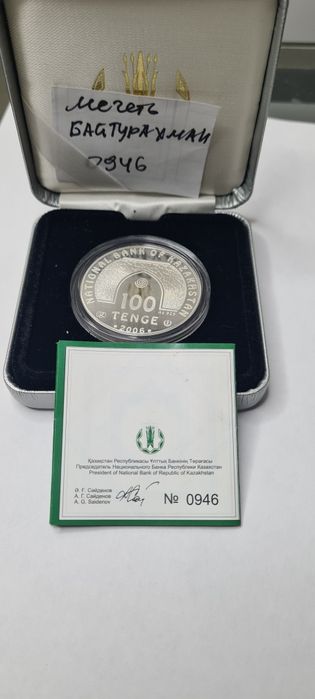 мечеть
БАЙТУРАХМАН
0946
NATIONAL BANK OF KAZAKHSTAN
100
TENGE
2006
Қазақстан Республикасы Ұлттық Банкінің Төрағасы
Председатель Национального Банка Республики Казахстан
President of National Bank of Republic of Kazakhstan
Ә. Ғ. Сәйденов
А. Г. Сайденов
A. G. Saidenov
№ 0946